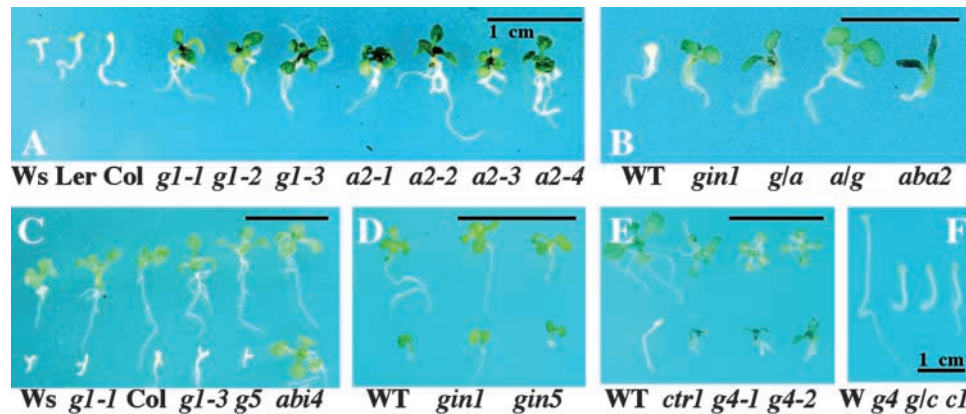 1 cm
A
B
Ws Ler Col g1-1 g1-2 g1-3 a2-1 a2-2 a2-3 a2-4
WT gin1 g/a a/g aba2
C
D
E
F
1 cm
Ws g1-1 Col g1-3 g5 abi4
WT gin1 gin5
WT ctr1 g4-1 g4-2
W g4 g/c c1